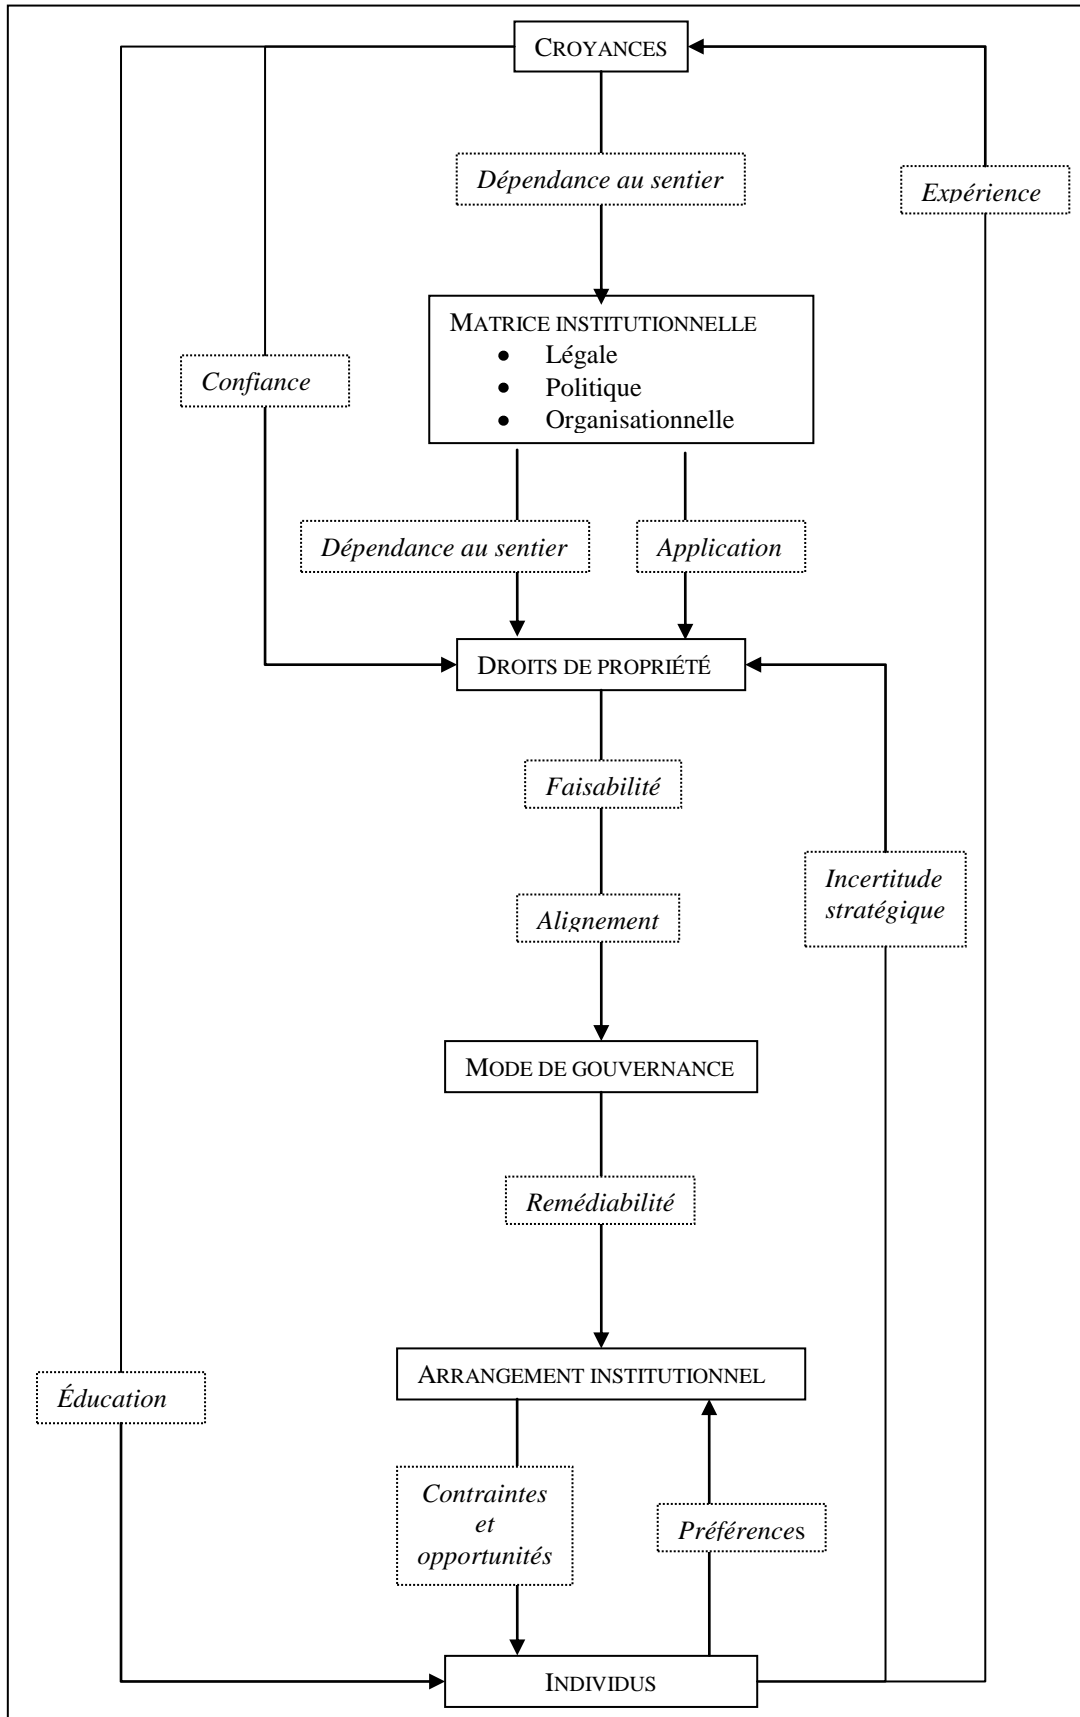 CROYANCES
Dépendance au sentier
Expérience
MATRICE INSTITUTIONNELLE
• Légale
• Politique
• Organisationnelle
Confiance
Dépendance au sentier
Application
DROITS DE PROPRIÉTÉ
Faisabilité
Incertitude
stratégique
Alignement
MODE DE GOUVERNANCE
Remédiabilité
ARRANGEMENT INSTITUTIONNEL
Éducation
Contraintes
et
opportunités
Préférences
INDIVIDUS